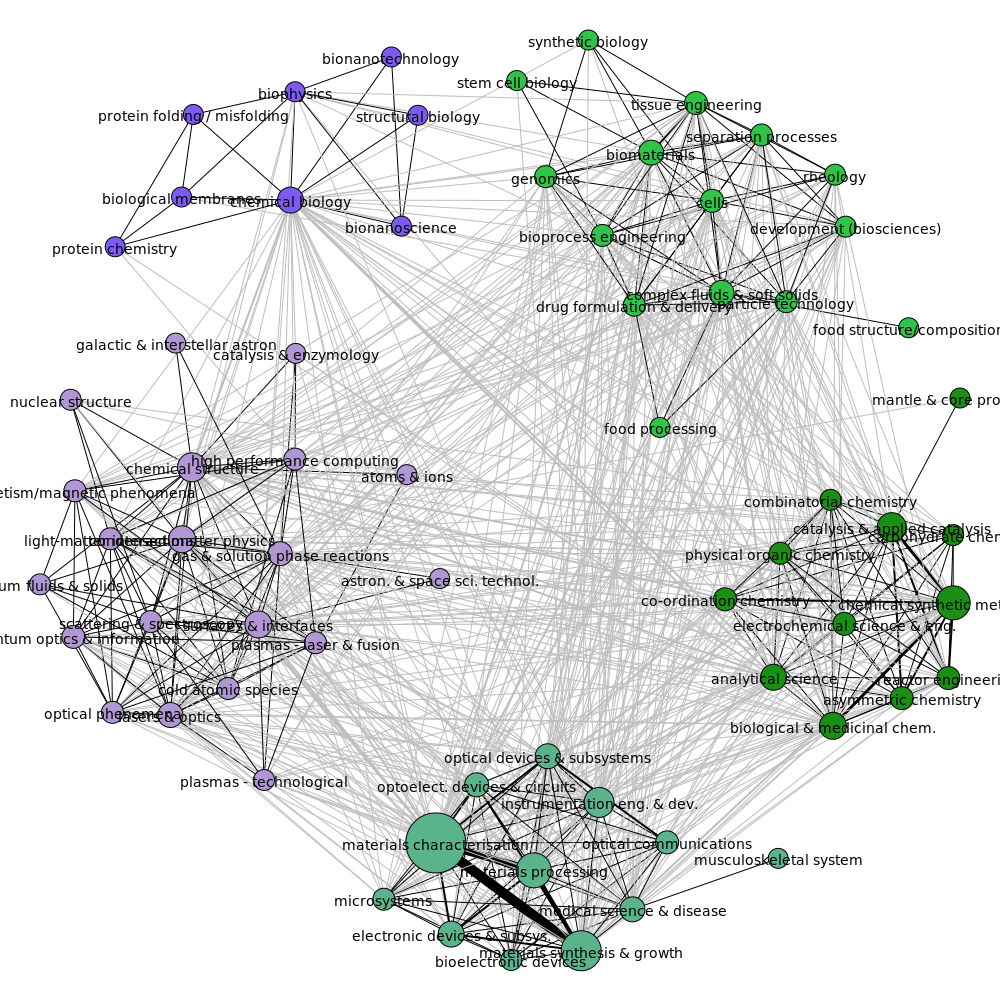 synthetic biology
bionanotechnology
stem cell biology
biophysics
tissue engineering
protein folding / misfolding
structural biology
separation processes
biomaterials
rheology
genomics
biological membranes
chemical biology
cells
bionanoscience
development (biosciences)
bioprocess engineering
protein chemistry
complex fluids & soft solids
particle technology
drug formulation & delivery
food structure/composition
galactic & interstellar astron
catalysis & enzymology
nuclear structure
mantle & core pro
food processing
high performance computing
chemical structure
atoms & ions
etism/magnetic phenomena
combinatorial chemistry
catalysis & applied catalysis
carbohydrate chem
light-matter interactions
matter physics
gas & solution phase reactions
physical organic chemistry
astron. & space sci. technol.
um fluids & solids
co-ordination chemistry
chemical synthetic met
scattering & spectroscopy
surfaces & interfaces
electrochemical science & eng.
ntum optics & information
plasmas - laser & fusion
analytical science
reactor engineeri
cold atomic species
asymmetric chemistry
optical phenomena
lasers & optics
biological & medicinal chem.
optical devices & subsystems
plasmas - technological
optoelect. devices & circuits
instrumentation eng. & dev.
materials characterisation
optical communications
musculoskeletal system
materials processing
microsystems
medical science & disease
electronic devices & subsys.
materials synthesis & growth
bioelectronic devices